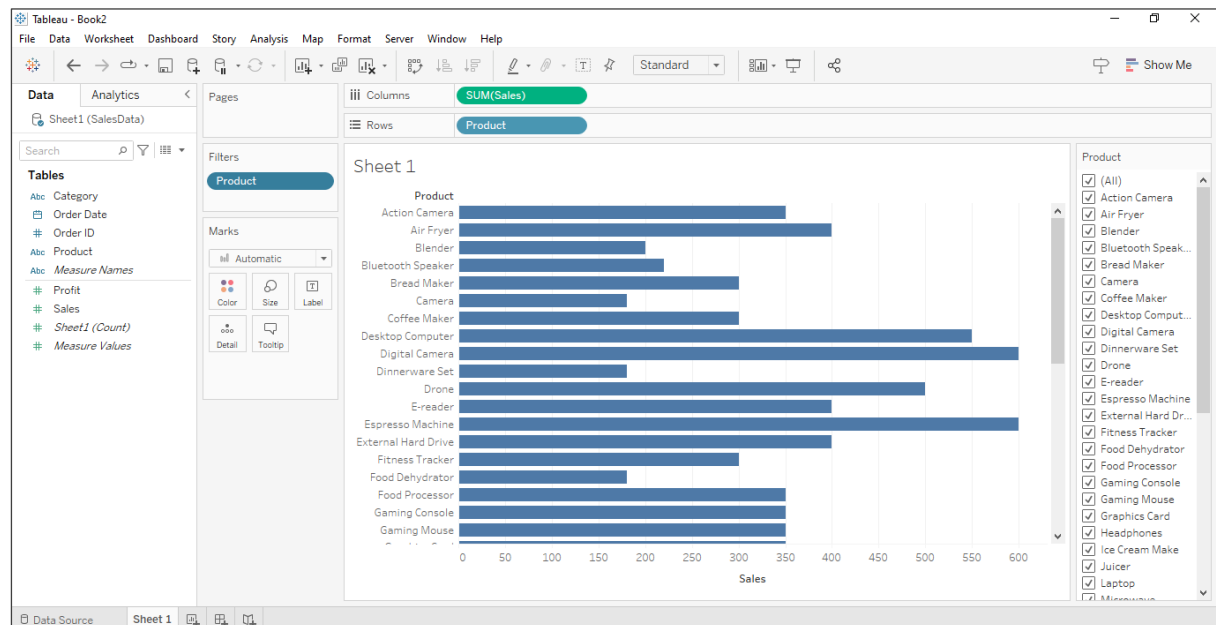 Tableau - Book2
File Data Worksheet Dashboard Story Analysis Map Format Server Window Help
Standard
Show Me
Data Analytics
Sheet1 (SalesData)
Search
Tables
Abc Category
Order Date
# Order ID
Abc Product
Abc Measure Names
# Profit
# Sales
# Sheet1 (Count)
# Measure Values
Pages
Filters
Product
Marks
Automatic
Color Size Label
Detail Tooltip
Columns SUM(Sales)
Rows Product
Sheet 1
Product
Action Camera
Air Fryer
Blender
Bluetooth Speaker
Bread Maker
Camera
Coffee Maker
Desktop Computer
Digital Camera
Dinnerware Set
Drone
E-reader
Espresso Machine
External Hard Drive
Fitness Tracker
Food Dehydrator
Food Processor
Gaming Console
Gaming Mouse
0 50 100 150 200 250 300 350 400 450 500 550 600
Sales
Product
(All)
Action Camera
Air Fryer
Blender
Bluetooth Speak...
Bread Maker
Camera
Coffee Maker
Desktop Comput...
Digital Camera
Dinnerware Set
Drone
E-reader
Espresso Machine
External Hard Dr...
Fitness Tracker
Food Dehydrator
Food Processor
Gaming Console
Gaming Mouse
Graphics Card
Headphones
Ice Cream Make
Juicer
Laptop
Microwave
Data Source Sheet 1